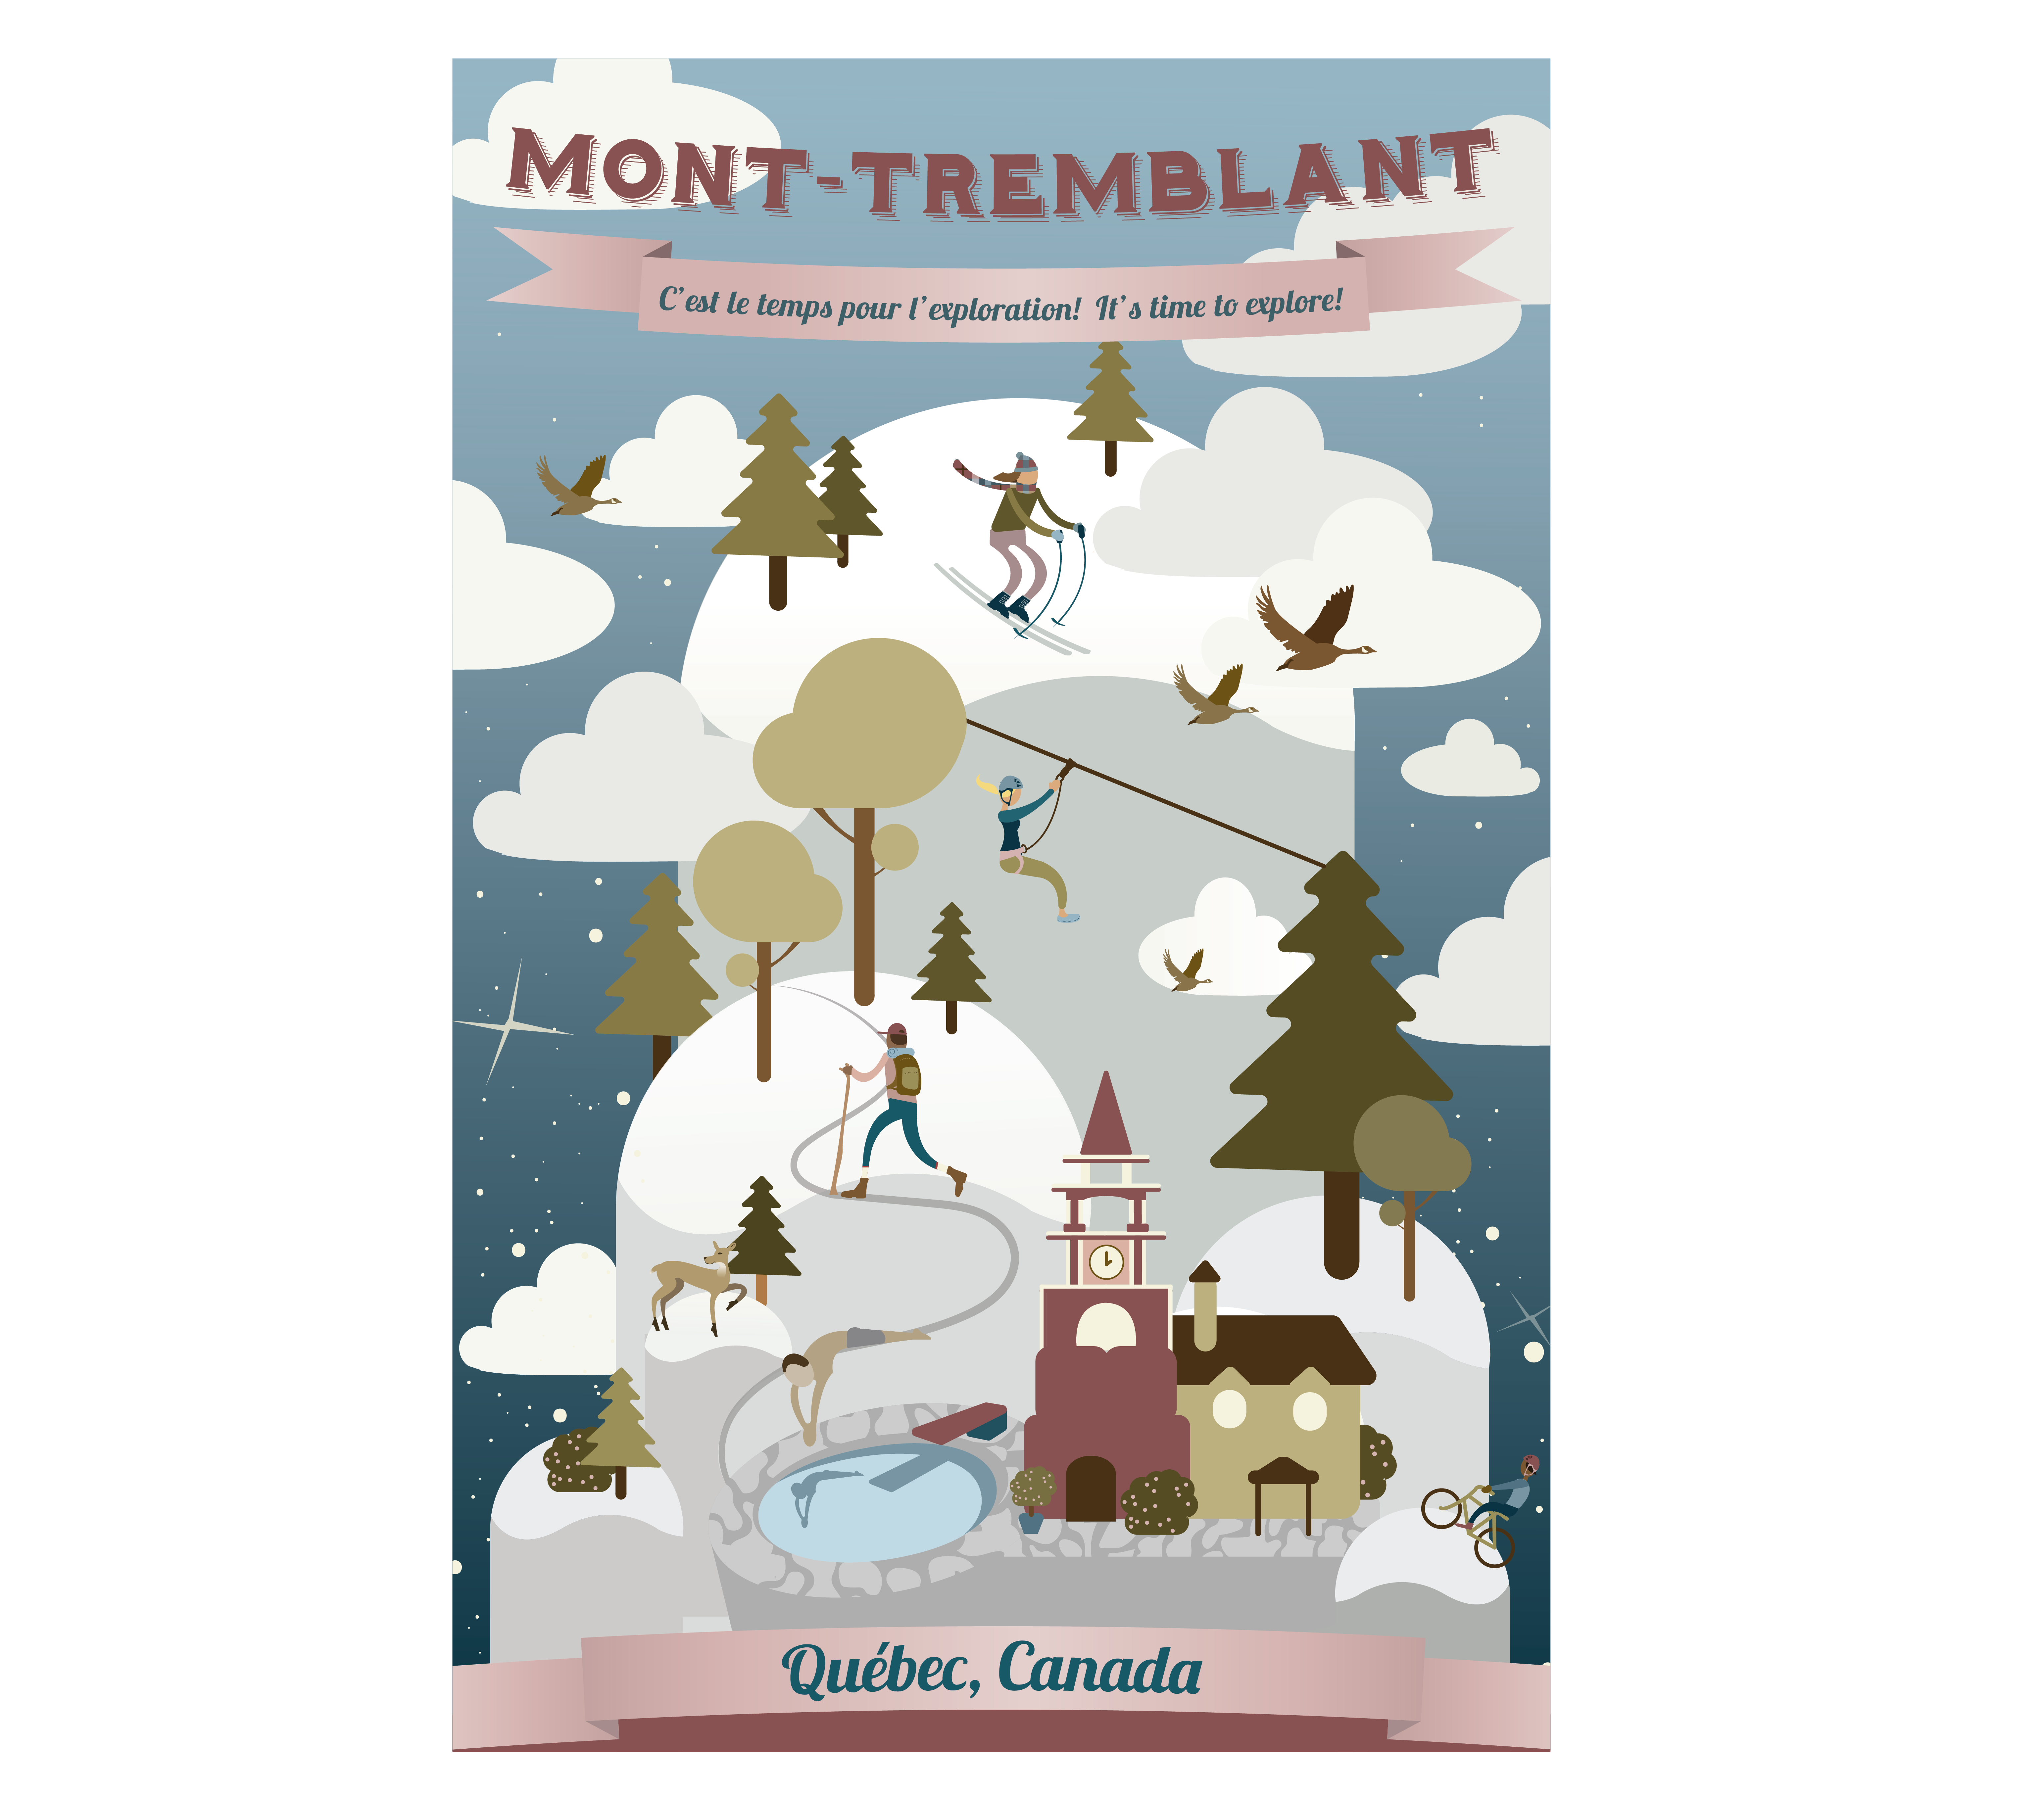 MONT-TREMBLANT
C'est le temps pour l'exploration! It's time to explore!
Québec, Canada